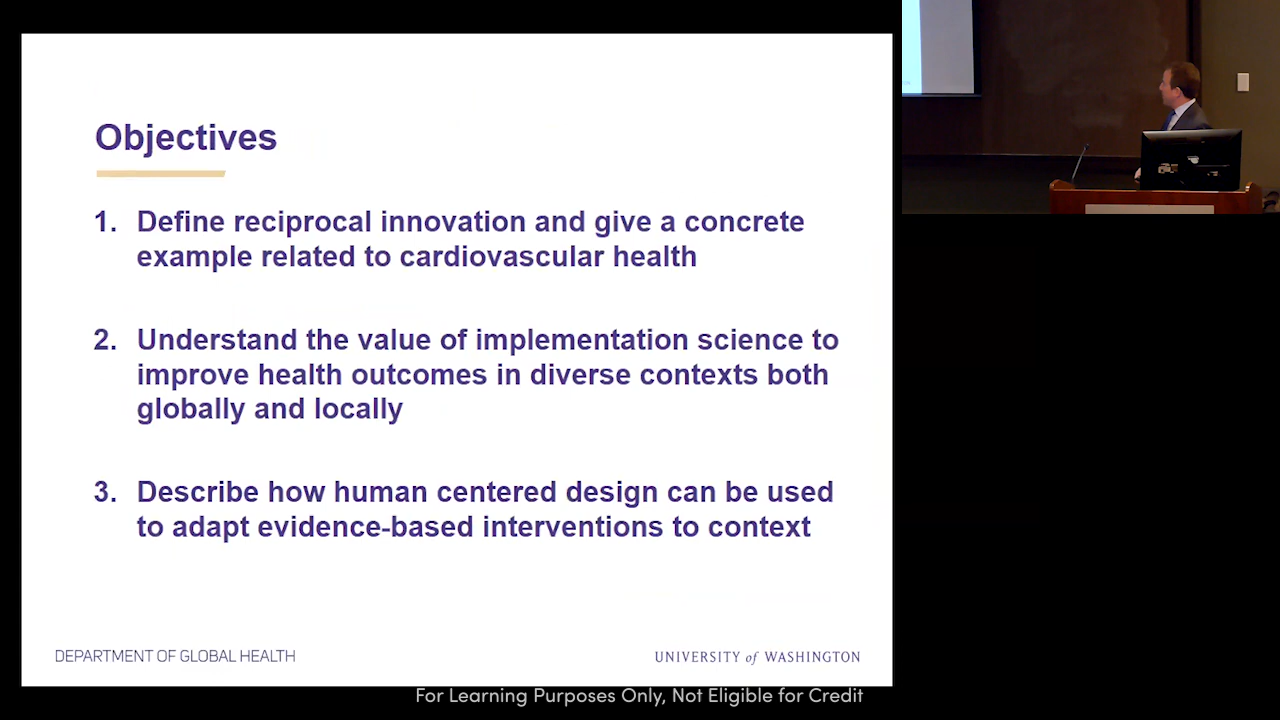 Objectives
1. Define reciprocal innovation and give a concrete
example related to cardiovascular health
2. Understand the value of implementation science to
improve health outcomes in diverse contexts both
globally and locally
3. Describe how human centered design can be used
to adapt evidence-based interventions to context
DEPARTMENT OF GLOBAL HEALTH
UNIVERSITY of WASHINGTON
For Learning Purposes Only, Not Eligible for Credit